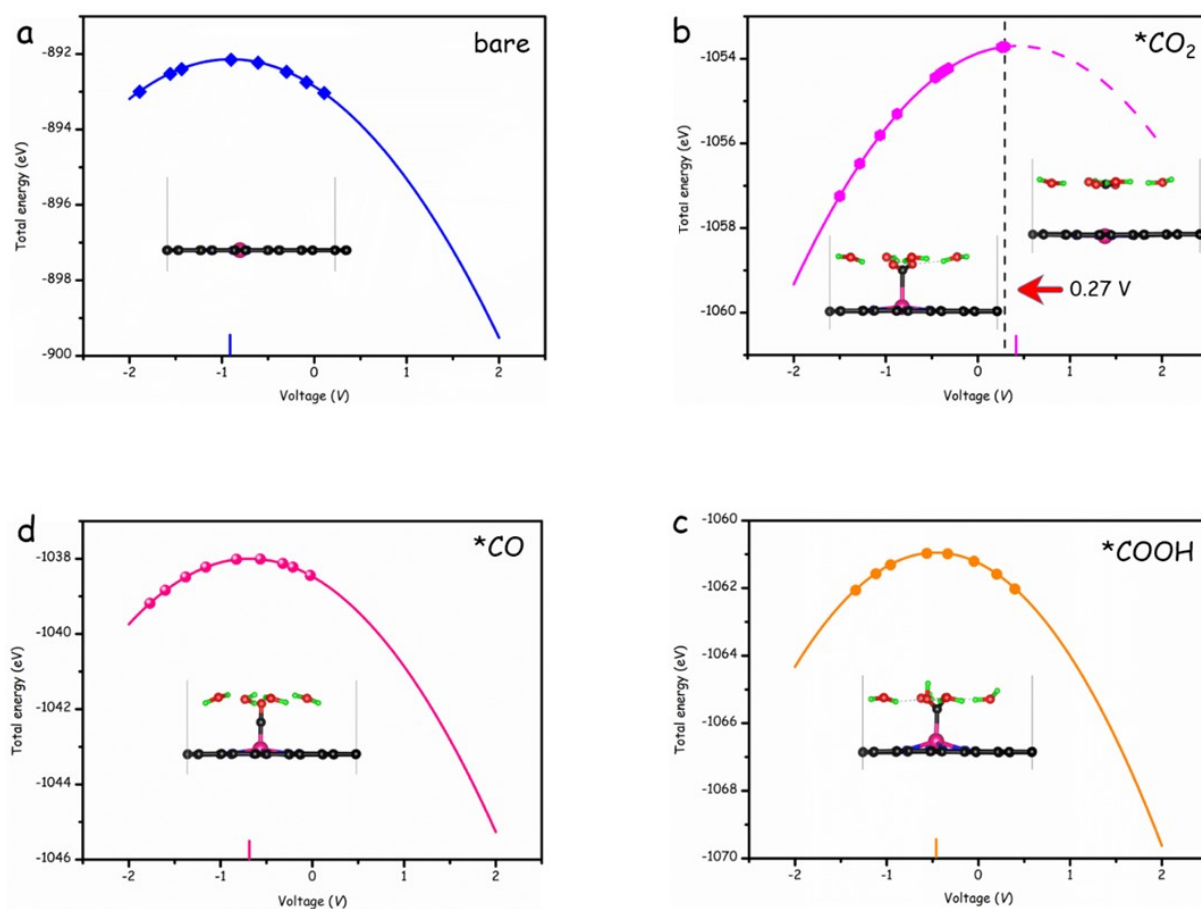 a
bare
-892
-894
-896
-898
-900
Total energy (eV)
-2
-1
0
1
2
Voltage (V)
b
*CO2
-1054
-1056
-1058
-1060
Total energy (eV)
0.27 V
-2
-1
0
1
2
Voltage (V)
d
*CO
-1038
-1040
-1042
-1044
-1046
Total energy (eV)
-2
-1
0
1
2
Voltage (V)
c
*COOH
-1060
-1062
-1064
-1066
-1068
-1070
Total energy (eV)
-2
-1
0
1
2
Voltage (V)